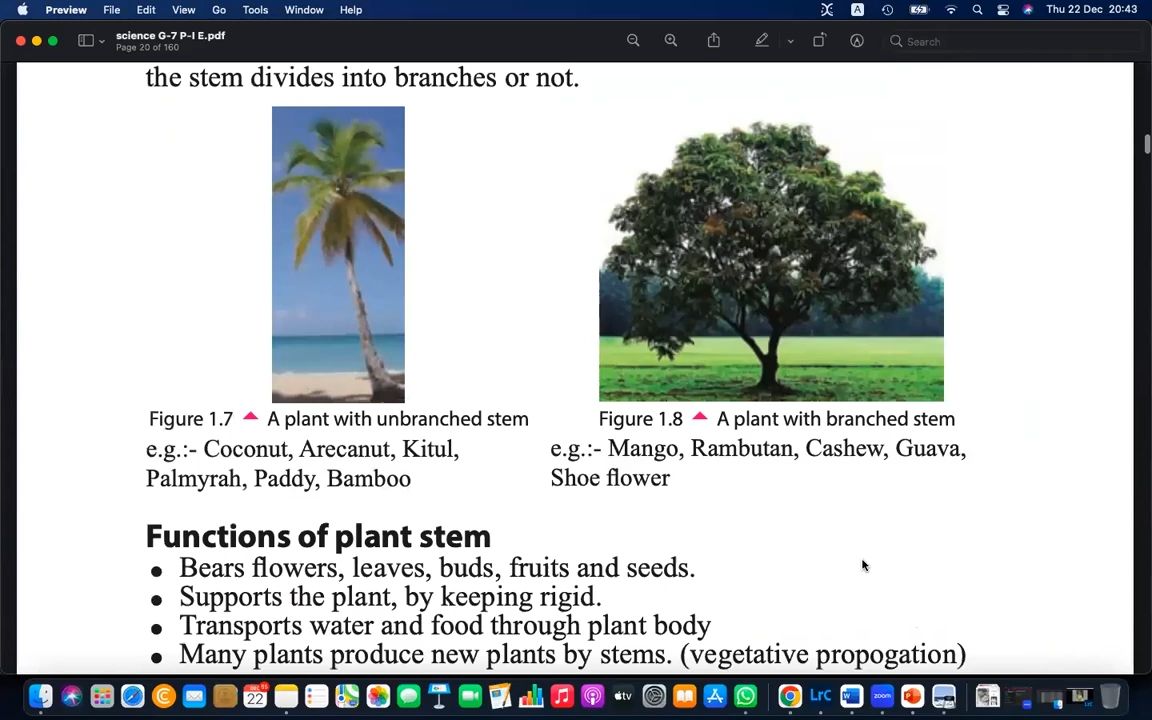 Preview File Edit View Go Tools Window Help A Thu 22 Dec 20:43
science G-7 P-I E.pdf
Page 20 of 160
Search
the stem divides into branches or not.
Figure 1.7 A plant with unbranched stem
e.g.:- Coconut, Arecanut, Kitul,
Palmyrah, Paddy, Bamboo
Figure 1.8 A plant with branched stem
e.g.:- Mango, Rambutan, Cashew, Guava,
Shoe flower
Functions of plant stem
• Bears flowers, leaves, buds, fruits and seeds.
• Supports the plant, by keeping rigid.
• Transports water and food through plant body
• Many plants produce new plants by stems. (vegetative propogation)
22 tv LrC W zoom P